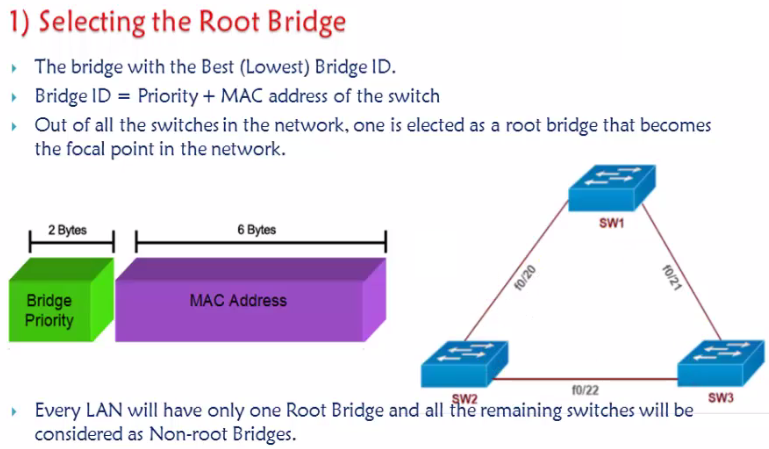 1) Selecting the Root Bridge
The bridge with the Best (Lowest) Bridge ID.
Bridge ID = Priority + MAC address of the switch
Out of all the switches in the network, one is elected as a root bridge that becomes
the focal point in the network.
2 Bytes
6 Bytes
Bridge
Priority
MAC Address
SW1
f0/20
f0/21
f0/22
SW2
SW3
Every LAN will have only one Root Bridge and all the remaining switches will be
considered as Non-root Bridges.